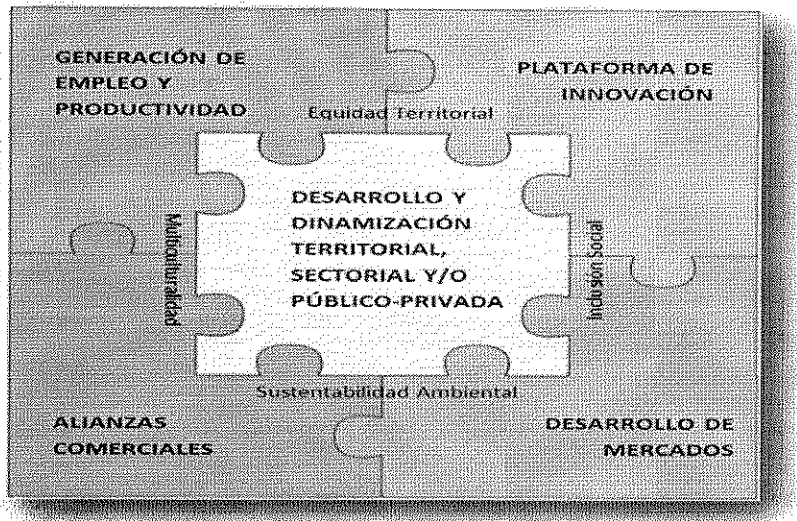 GENERACIÓN DE
EMPLEO Y
PRODUCTIVIDAD
PLATAFORMA DE
INNOVACIÓN
Equidad Territorial
Multiculturalidad
DESARROLLO Y
DINAMIZACIÓN
TERRITORIAL,
SECTORIAL Y/O
PÚBLICO-PRIVADA
Inclusión Social
Sustentabilidad Ambiental
ALIANZAS
COMERCIALES
DESARROLLO DE
MERCADOS